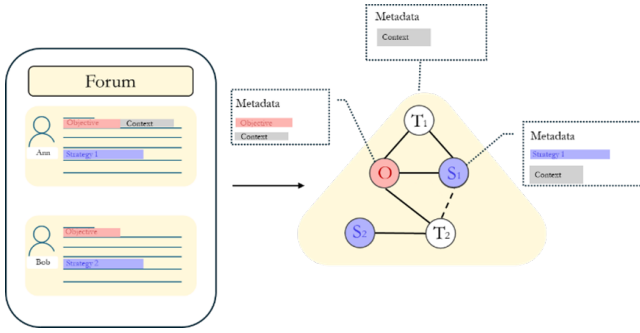 Forum
Objective Context
Ann
Strategy 1
Objective
Bob
Strategy 2
Metadata
Context
Metadata
Objective
Context
Metadata
Strategy 1
Context
T1
O
S1
S2
T2